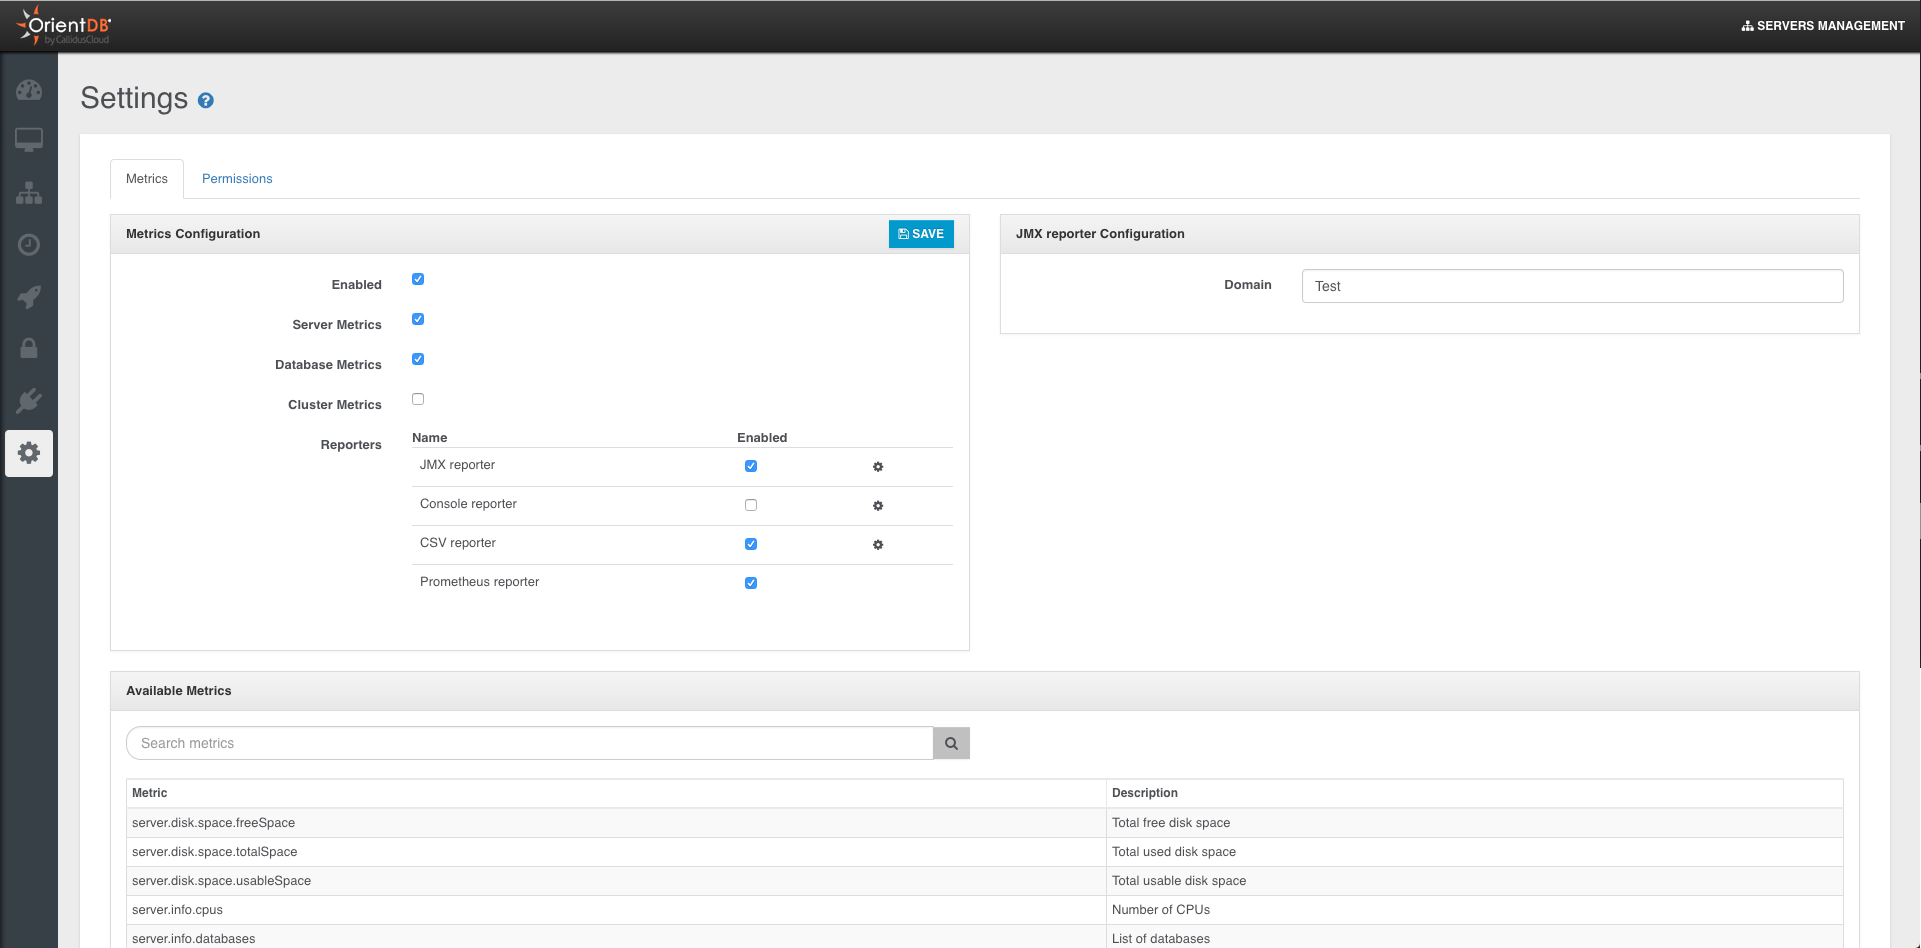 OrientDB
by CallidusCloud
SERVERS MANAGEMENT
Settings ?
Metrics Permissions
Metrics Configuration SAVE
Enabled
Server Metrics
Database Metrics
Cluster Metrics
Reporters Name Enabled
JMX reporter
Console reporter
CSV reporter
Prometheus reporter
JMX reporter Configuration
Domain Test
Available Metrics
Search metrics
Metric Description
server.disk.space.freeSpace Total free disk space
server.disk.space.totalSpace Total used disk space
server.disk.space.usableSpace Total usable disk space
server.info.cpus Number of CPUs
server.info.databases List of databases